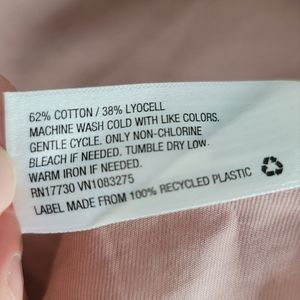 62% COTTON / 38% LYOCELL
MACHINE WASH COLD WITH LIKE COLORS.
GENTLE CYCLE. ONLY NON-CHLORINE
BLEACH IF NEEDED. TUMBLE DRY LOW.
WARM IRON IF NEEDED.
RN17730 VN1083275
LABEL MADE FROM 100% RECYCLED PLASTIC